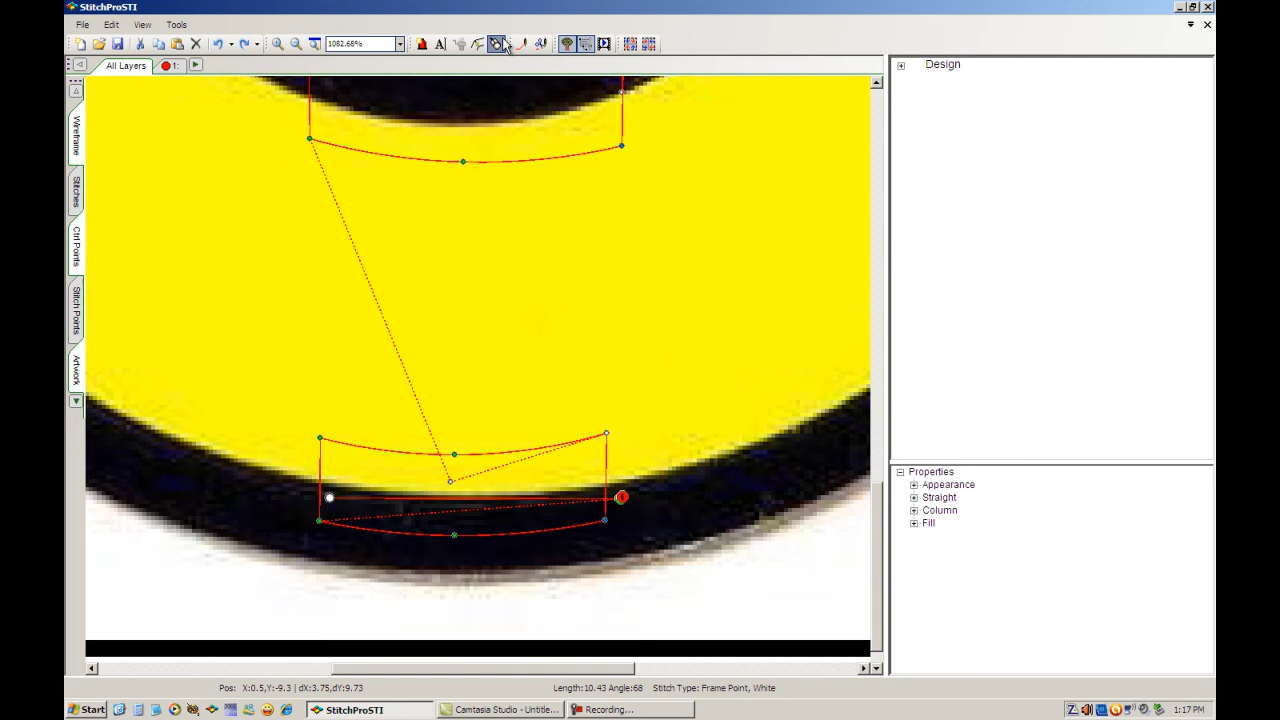 StitchProSTI
File Edit View Tools
1082.68%
All Layers 1:
Wireframe
Stitches
Ctrl Points
Stitch Points
Artwork
Design
Properties
Appearance
Straight
Column
Fill
Pos: X:0.5,Y:-9.3 | dX:3.75,dY:9.73 Length:10.43 Angle:68 Stitch Type: Frame Point, White
Start StitchProSTI Camtasia Studio - Untitle... Recording... 1:17 PM